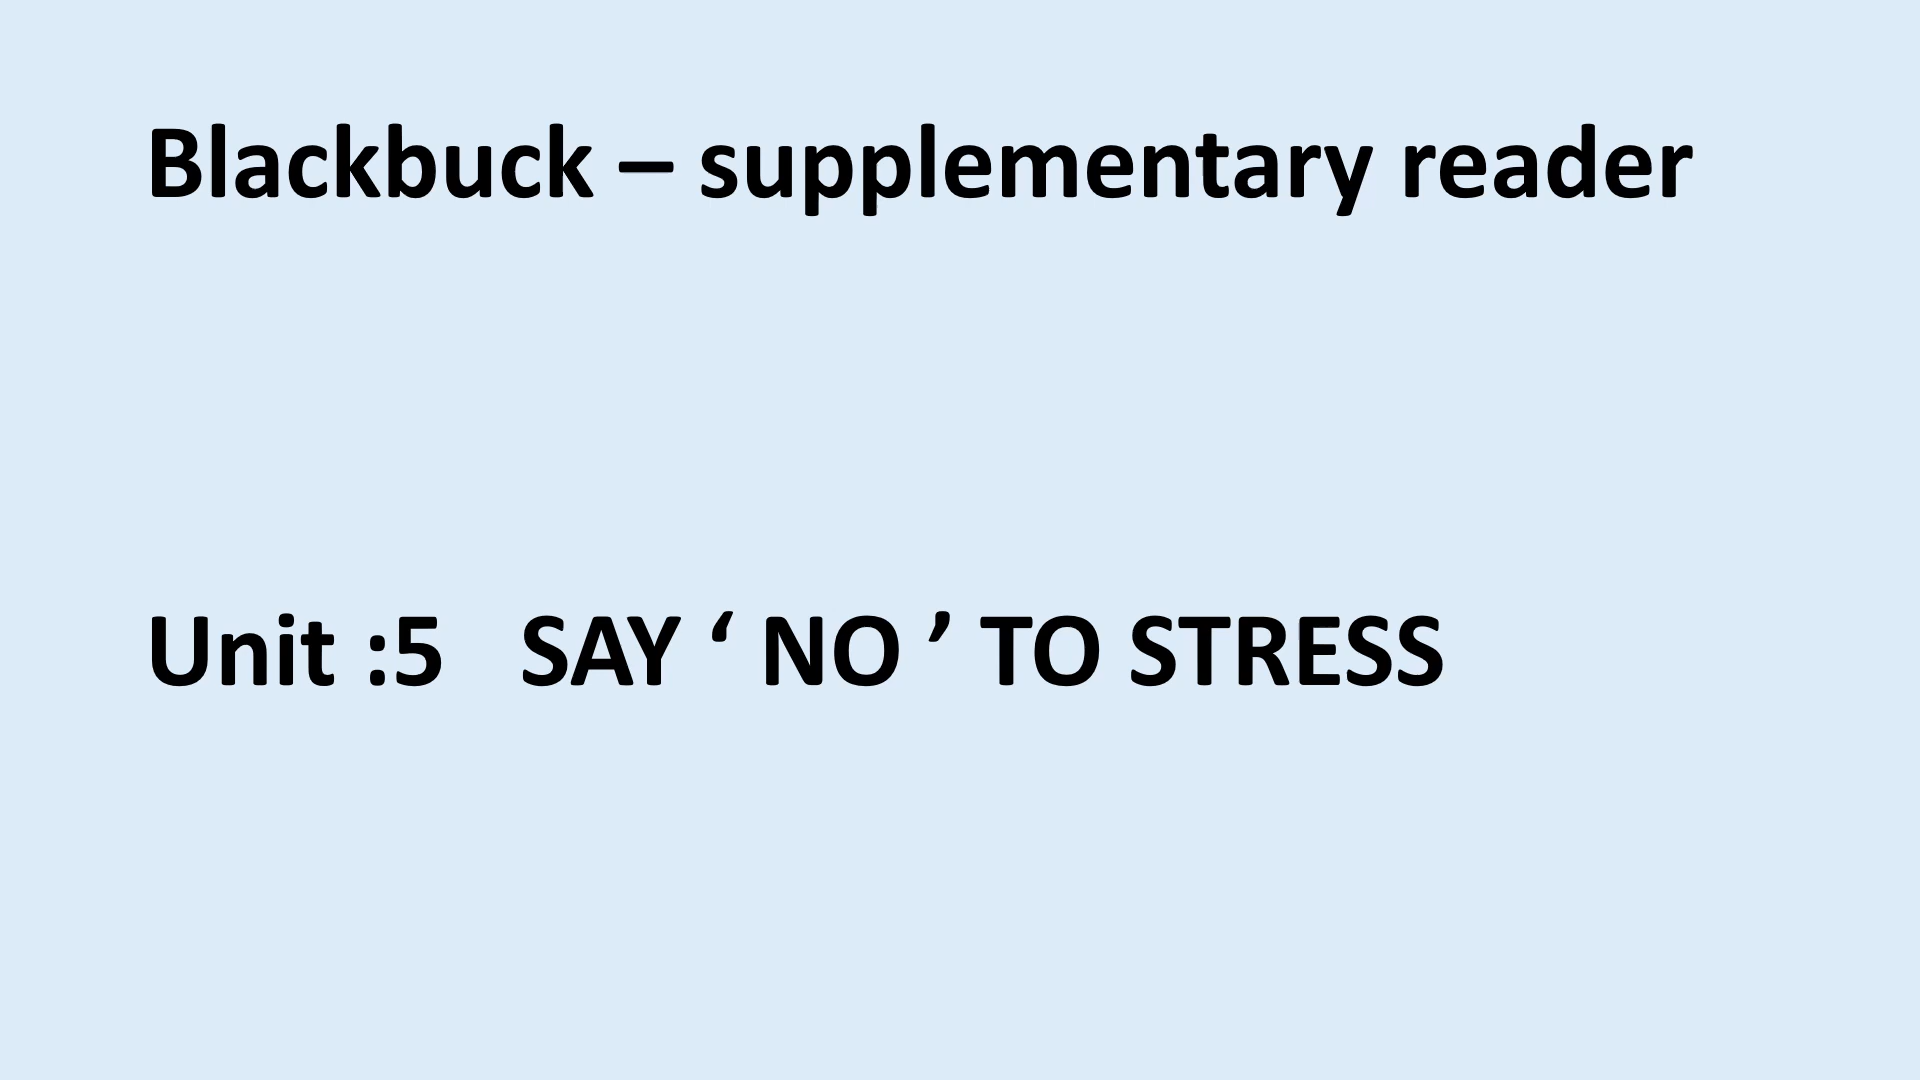 Blackbuck – supplementary reader
Unit :5   SAY ‘ NO ’ TO STRESS